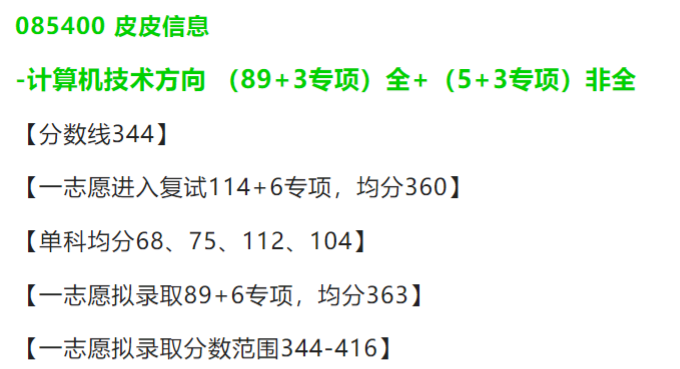 085400 皮皮信息
-计算机技术方向 （89+3专项）全+（5+3专项）非全
【分数线344】
【一志愿进入复试114+6专项，均分360】
【单科均分68、75、112、104】
【一志愿拟录取89+6专项，均分363】
【一志愿拟录取分数范围344-416】